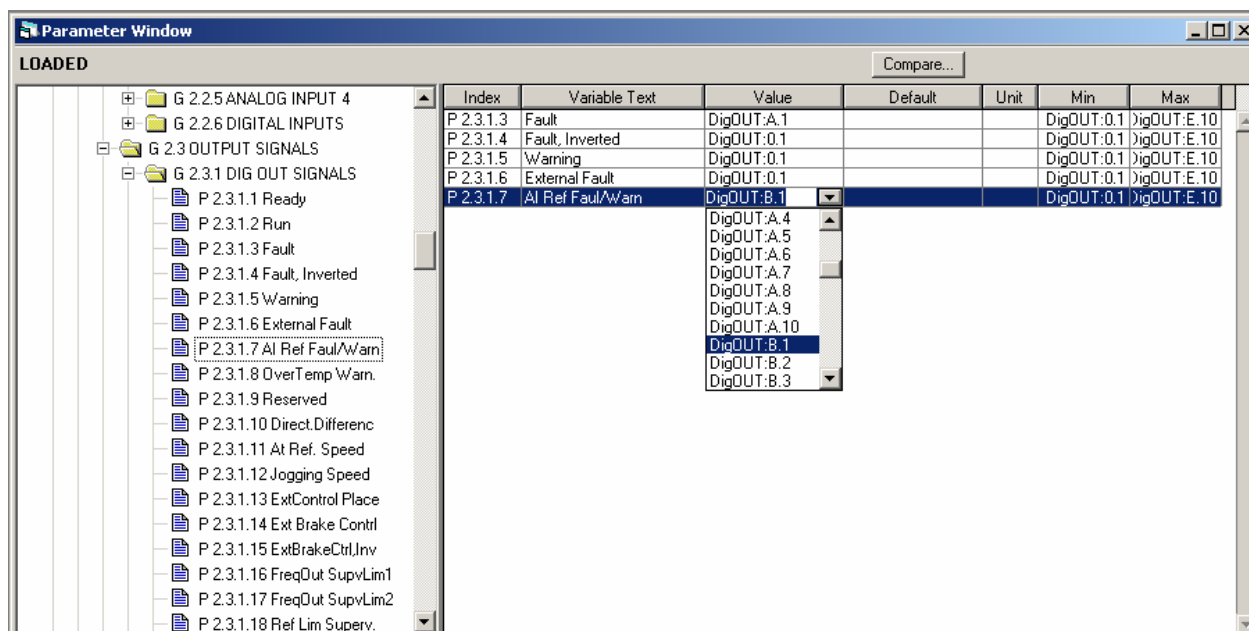 Parameter Window
LOADED
Compare...
G 2.2.5 ANALOG INPUT 4
G 2.2.6 DIGITAL INPUTS
G 2.3 OUTPUT SIGNALS
G 2.3.1 DIG OUT SIGNALS
P 2.3.1.1 Ready
P 2.3.1.2 Run
P 2.3.1.3 Fault
P 2.3.1.4 Fault, Inverted
P 2.3.1.5 Warning
P 2.3.1.6 External Fault
P 2.3.1.7 AI Ref Faul/Warn
P 2.3.1.8 OverTemp Warn.
P 2.3.1.9 Reserved
P 2.3.1.10 Direct.Differenc
P 2.3.1.11 At Ref. Speed
P 2.3.1.12 Jogging Speed
P 2.3.1.13 ExtControl Place
P 2.3.1.14 Ext Brake Contrl
P 2.3.1.15 ExtBrakeCtrl,Inv
P 2.3.1.16 FreqOut SupvLim1
P 2.3.1.17 FreqOut SupvLim2
P 2.3.1.18 Ref Lim Superv.
Index Variable Text Value Default Unit Min Max
P 2.3.1.3 Fault DigOUT:A.1 DigOUT:0.1 DigOUT:E.10
P 2.3.1.4 Fault, Inverted DigOUT:0.1 DigOUT:0.1 DigOUT:E.10
P 2.3.1.5 Warning DigOUT:0.1 DigOUT:0.1 DigOUT:E.10
P 2.3.1.6 External Fault DigOUT:0.1 DigOUT:0.1 DigOUT:E.10
P 2.3.1.7 AI Ref Faul/Warn DigOUT:B.1 DigOUT:0.1 DigOUT:E.10
DigOUT:A.4
DigOUT:A.5
DigOUT:A.6
DigOUT:A.7
DigOUT:A.8
DigOUT:A.9
DigOUT:A.10
DigOUT:B.1
DigOUT:B.2
DigOUT:B.3